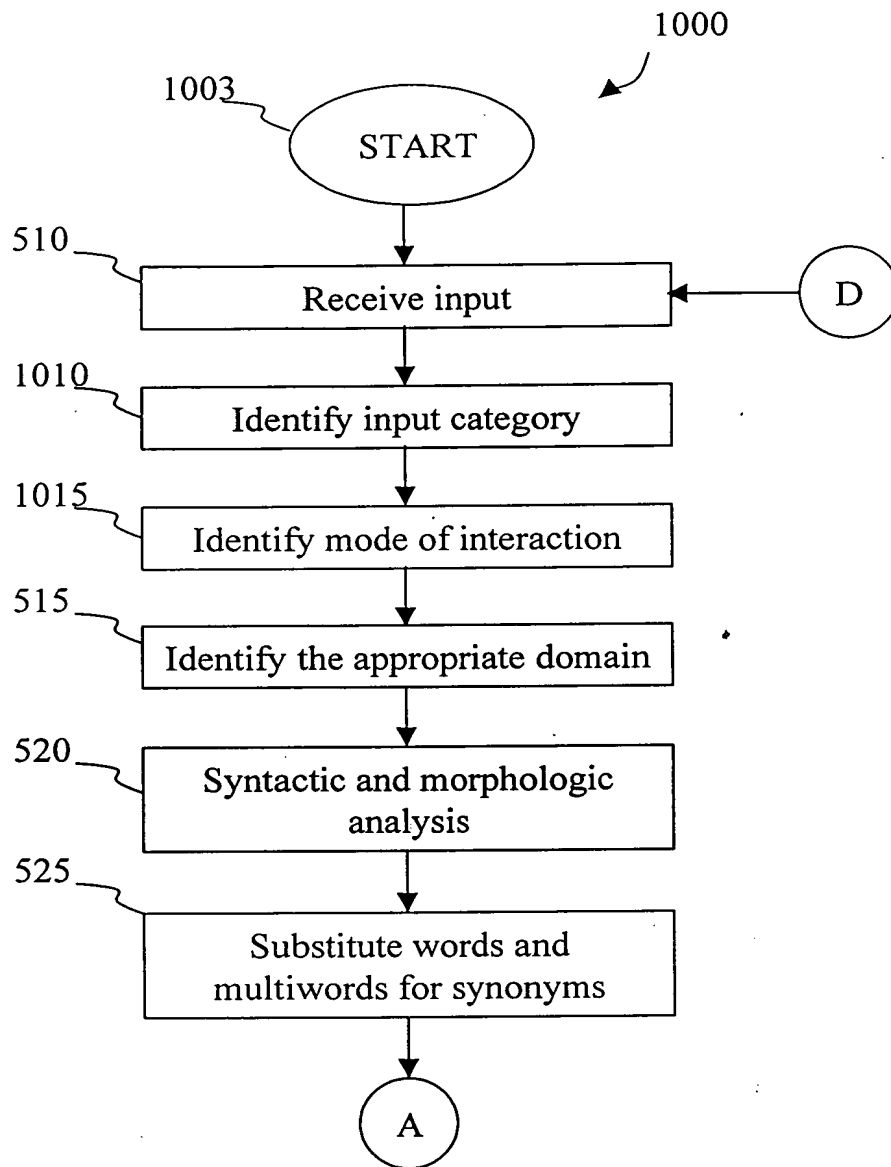 1000
1003
START
510
Receive input
D
1010
Identify input category
1015
Identify mode of interaction
515
Identify the appropriate domain
520
Syntactic and morphologic
analysis
525
Substitute words and
multiwords for synonyms
A